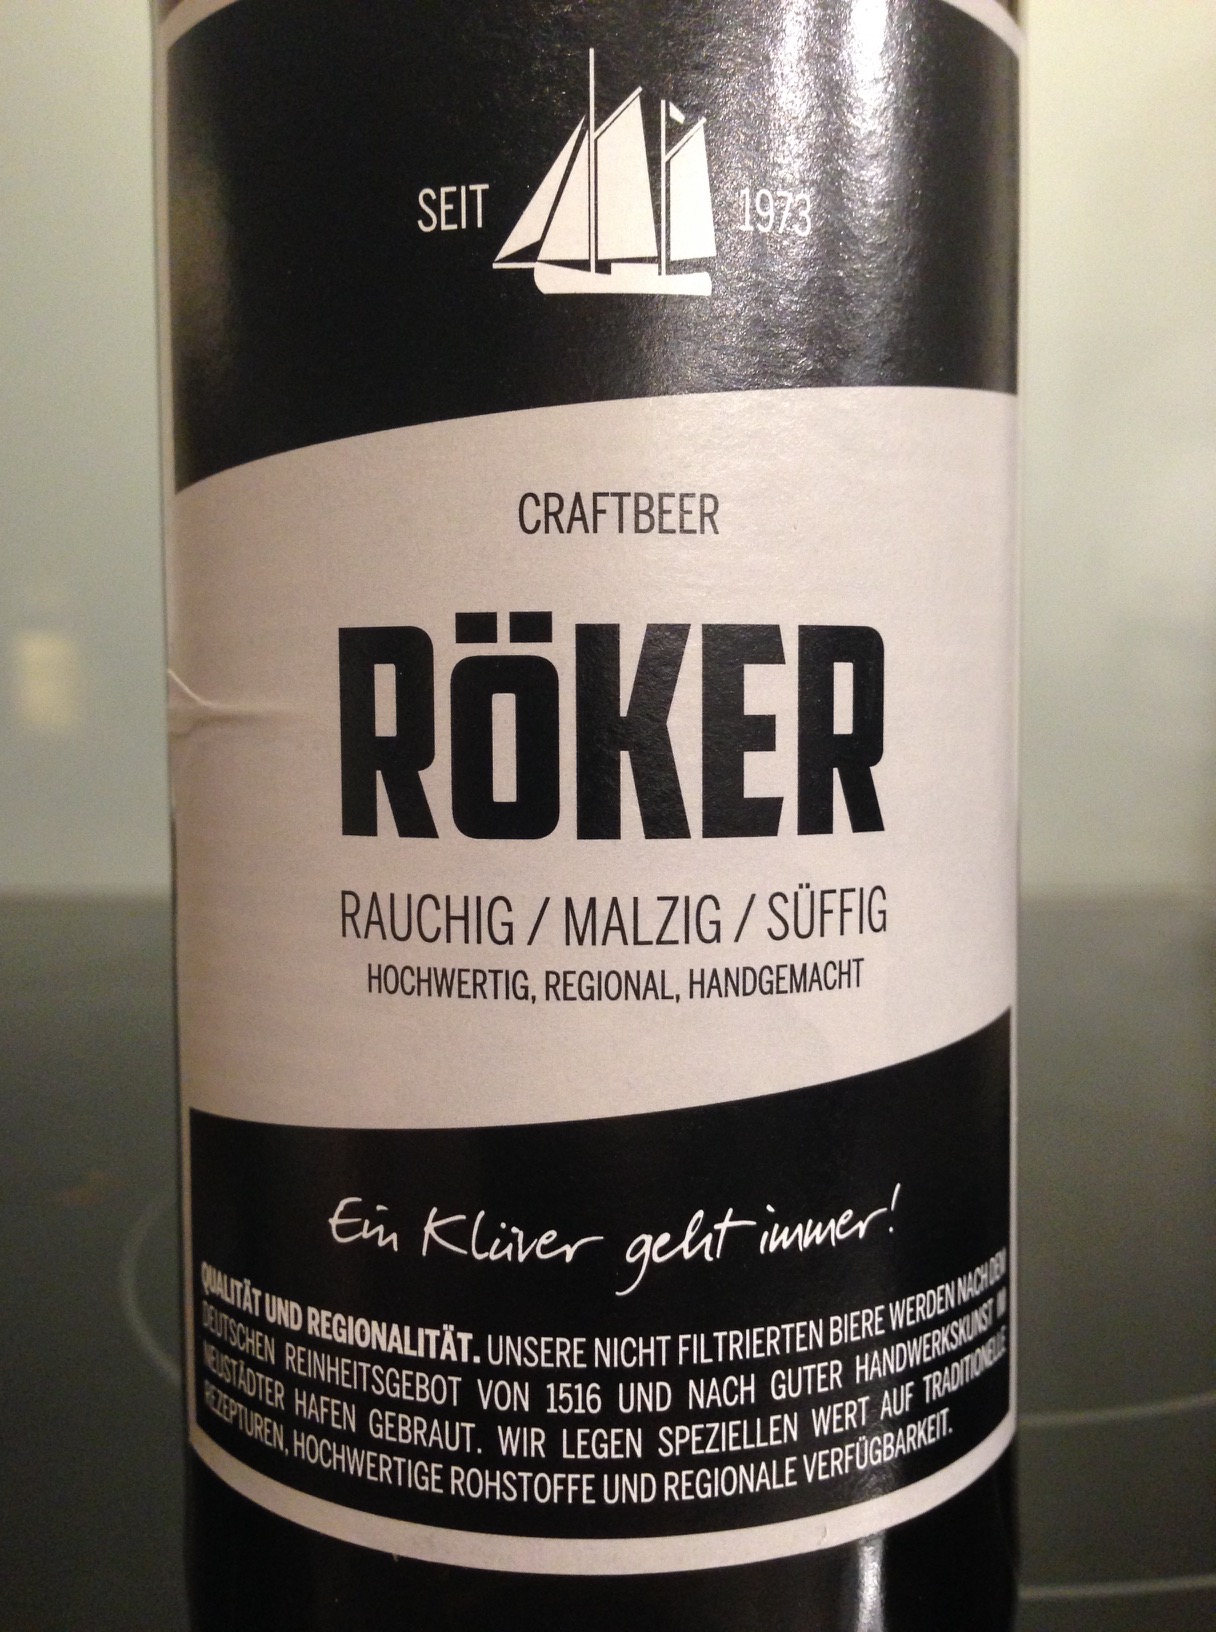 SEIT 1973
CRAFTBEER
RÖKER
RAUCHIG / MALZIG / SÜFFIG
HOCHWERTIG, REGIONAL, HANDGEMACHT
Ein Klüver geht immer!
QUALITÄT UND REGIONALITÄT. UNSERE NICHT FILTRIERTEN BIERE WERDEN NACH DEM
DEUTSCHEN REINHEITSGEBOT VON 1516 UND NACH GUTER HANDWERKSKUNST IM
NEUSTÄDTER HAFEN GEBRAUT. WIR LEGEN SPEZIELLEN WERT AUF TRADITIONELLE
REZEPTUREN, HOCHWERTIGE ROHSTOFFE UND REGIONALE VERFÜGBARKEIT.